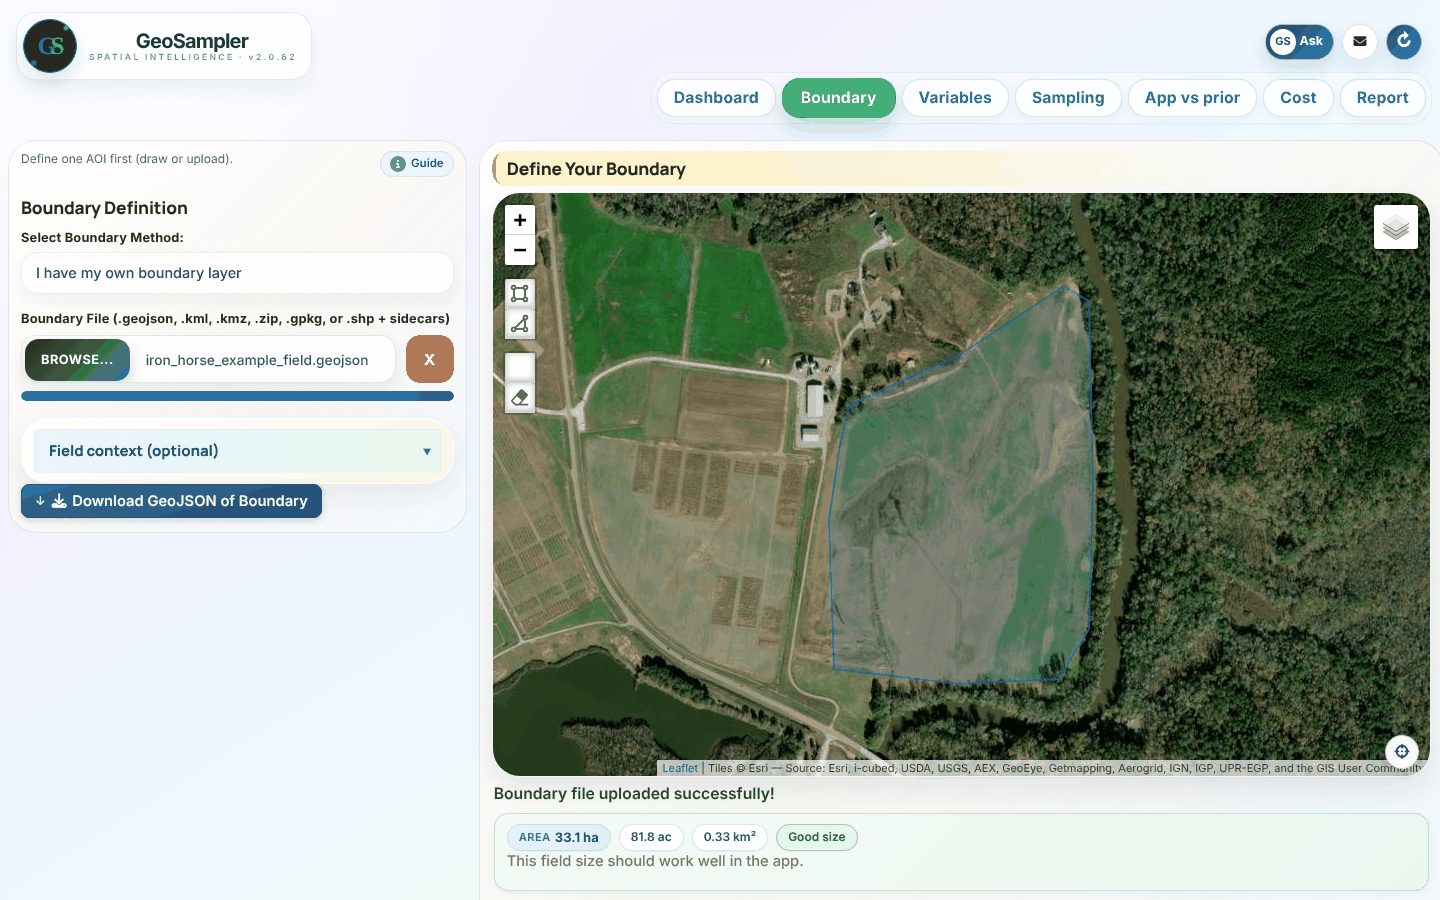 GS
GeoSampler
SPATIAL INTELLIGENCE · v2.0.62
GS Ask
Dashboard
Boundary
Variables
Sampling
App vs prior
Cost
Report
Define one AOI first (draw or upload).
Guide
Boundary Definition
Select Boundary Method:
I have my own boundary layer
Boundary File (.geojson, .kml, .kmz, .zip, .gpkg, or .shp + sidecars)
BROWSE...
iron_horse_example_field.geojson
X
Field context (optional)
Download GeoJSON of Boundary
Define Your Boundary
+
−
Leaflet | Tiles © Esri — Source: Esri, i-cubed, USDA, USGS, AEX, GeoEye, Getmapping, Aerogrid, IGN, IGP, UPR-EGP, and the GIS User Community
Boundary file uploaded successfully!
AREA 33.1 ha
81.8 ac
0.33 km²
Good size
This field size should work well in the app.